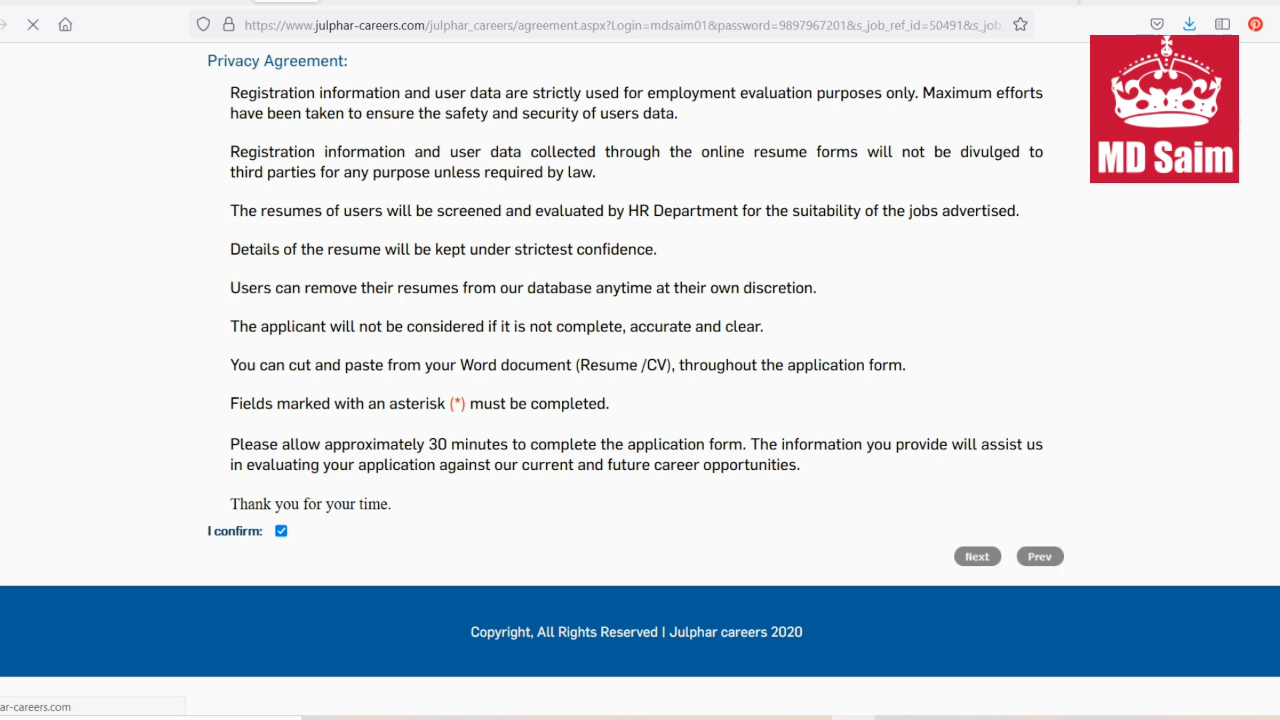 https://www.julphar-careers.com/julphar_careers/agreement.aspx?Login=mdsaim01&password=9897967201&s_job_ref_id=50491&s_job
Privacy Agreement:
Registration information and user data are strictly used for employment evaluation purposes only. Maximum efforts
have been taken to ensure the safety and security of users data.
Registration information and user data collected through the online resume forms will not be divulged to
third parties for any purpose unless required by law.
The resumes of users will be screened and evaluated by HR Department for the suitability of the jobs advertised.
Details of the resume will be kept under strictest confidence.
Users can remove their resumes from our database anytime at their own discretion.
The applicant will not be considered if it is not complete, accurate and clear.
You can cut and paste from your Word document (Resume /CV), throughout the application form.
Fields marked with an asterisk (*) must be completed.
Please allow approximately 30 minutes to complete the application form. The information you provide will assist us
in evaluating your application against our current and future career opportunities.
Thank you for your time.
I confirm:
Next Prev
Copyright, All Rights Reserved | Julphar careers 2020
ar-careers.com
MD Saim